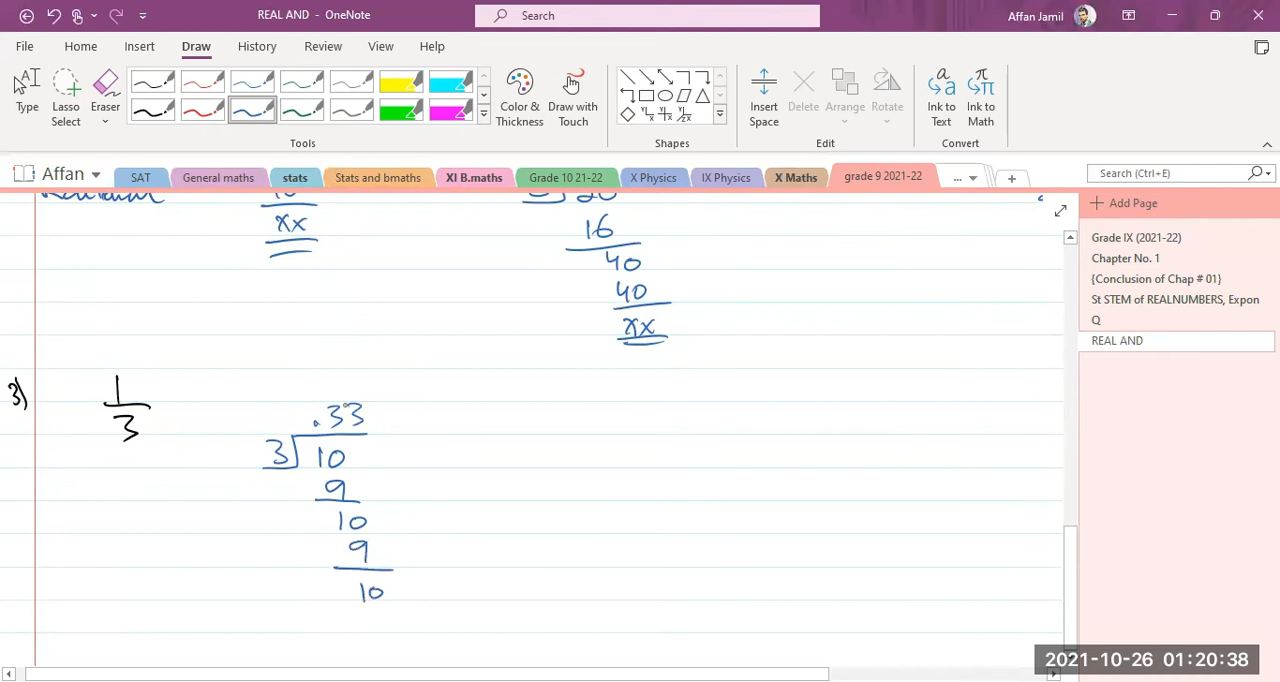 REAL AND - OneNote
Search
Affan Jamil
File Home Insert Draw History Review View Help
Type
Lasso Select
Eraser
Color & Thickness
Draw with Touch
Insert Space
Delete
Arrange
Rotate
Ink to Text
Ink to Math
Tools
Shapes
Edit
Convert
Affan
SAT
General maths
stats
Stats and bmaths
XI B.maths
Grade 10 21-22
X Physics
IX Physics
X Maths
grade 9 2021-22
...
Search (Ctrl+E)
Add Page
Grade IX (2021-22)
Chapter No. 1
{Conclusion of Chap # 01}
St STEM of REALNUMBERS, Expon
Q
REAL AND
xx
16
40
40
xx
3)
1
3
.33
3 10
9
10
9
10
2021-10-26 01:20:38